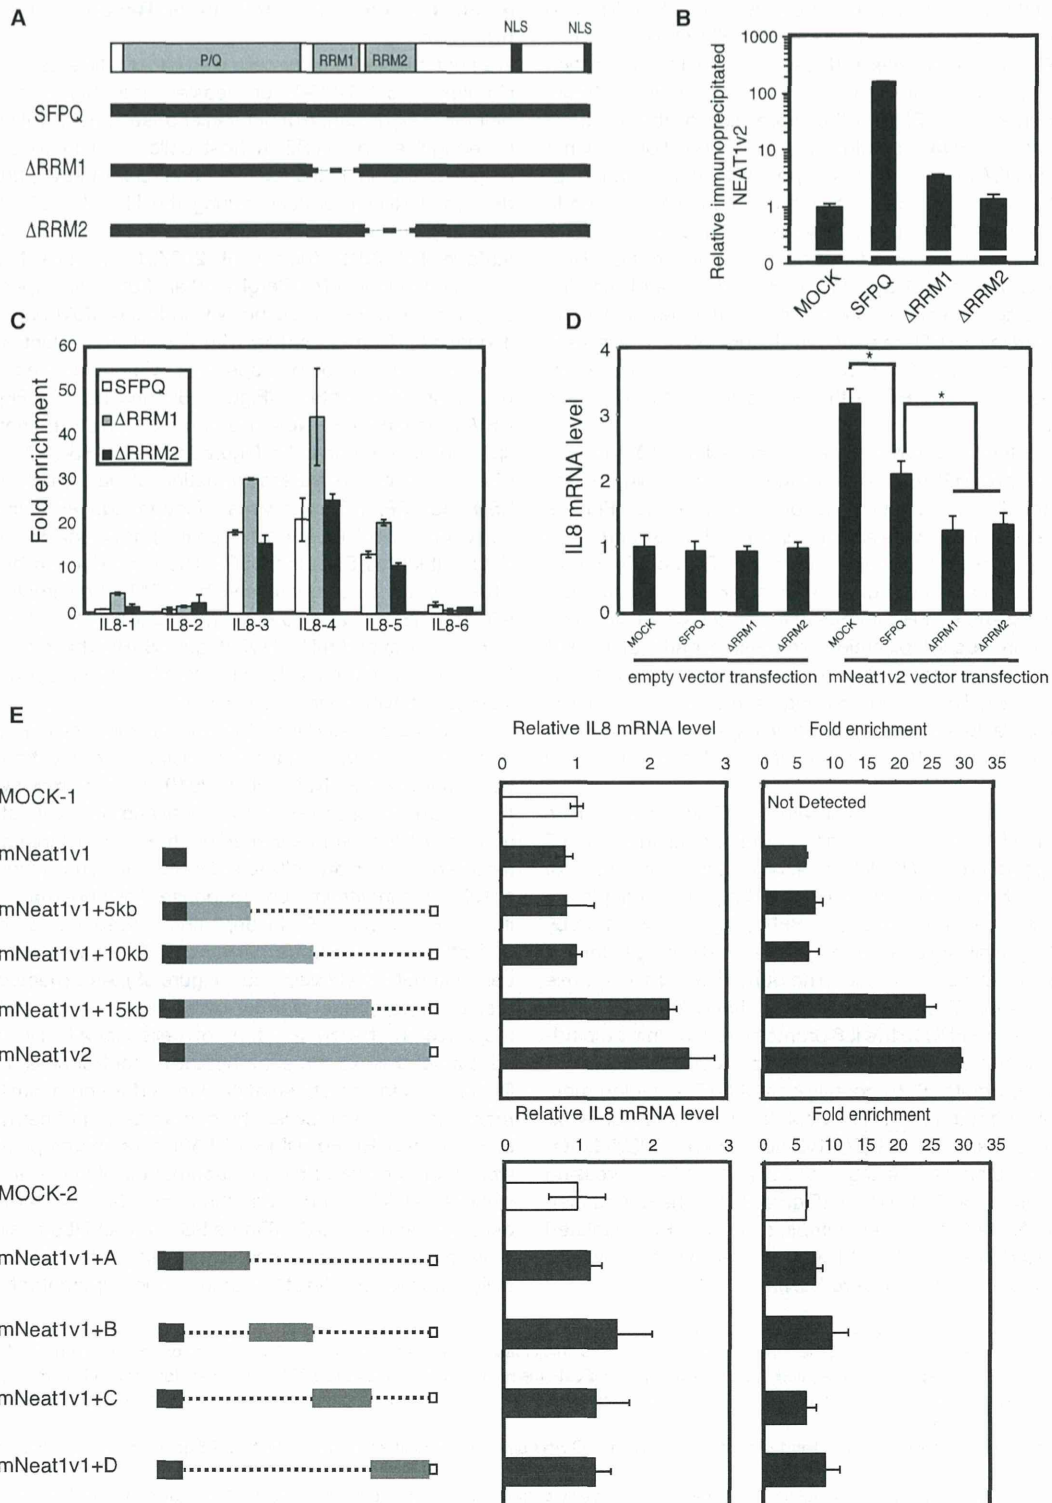 A
NLS NLS
P/Q RRM1 RRM2
SFPQ
ΔRRM1
ΔRRM2
B
Relative immunoprecipitated
NEAT1v2
1000
100
10
1
0
MOCK SFPQ ΔRRM1 ΔRRM2
C
Fold enrichment
60
50
40
30
20
10
0
SFPQ
ΔRRM1
ΔRRM2
IL8-1 IL8-2 IL8-3 IL8-4 IL8-5 IL8-6
D
IL8 mRNA level
4
3
2
1
0
* *
MOCK SFPQ ΔRRM1 ΔRRM2 MOCK SFPQ ΔRRM1 ΔRRM2
empty vector transfection mNeat1v2 vector transfection
E
Relative IL8 mRNA level Fold enrichment
0 1 2 3 0 5 10 15 20 25 30 35
MOCK-1 Not Detected
mNeat1v1
mNeat1v1+5kb
mNeat1v1+10kb
mNeat1v1+15kb
mNeat1v2
Relative IL8 mRNA level Fold enrichment
0 1 2 3 0 5 10 15 20 25 30 35
MOCK-2
mNeat1v1+A
mNeat1v1+B
mNeat1v1+C
mNeat1v1+D